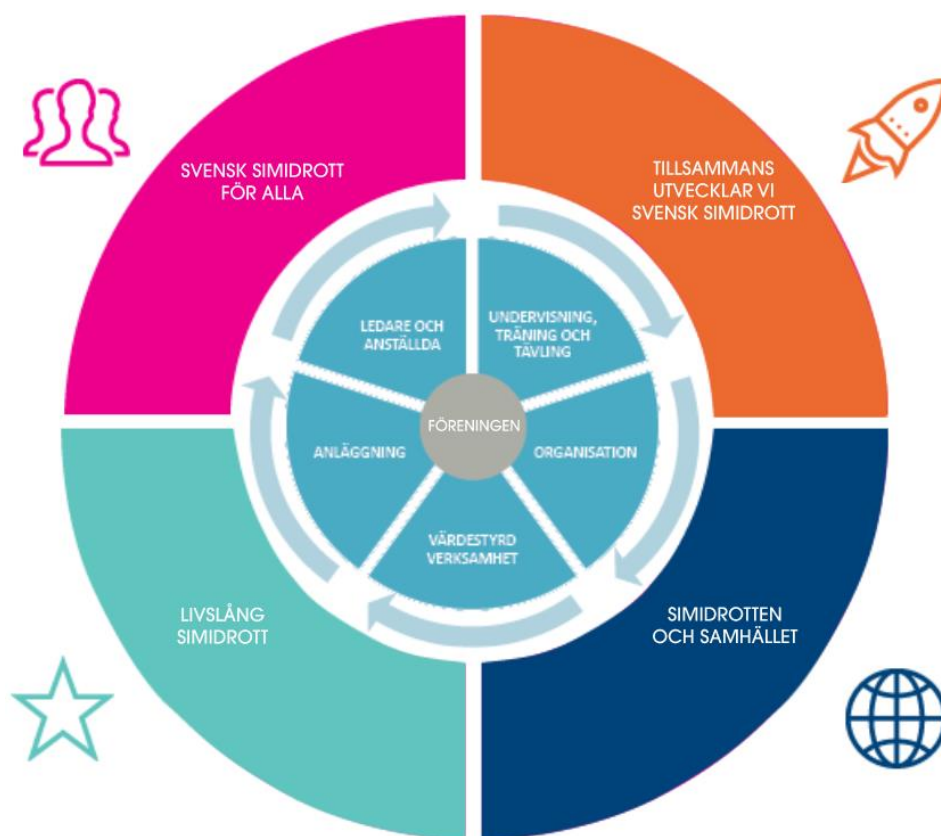 SVENSK SIMIDROTT
FÖR ALLA
TILLSAMMANS
UTVECKLAR VI
SVENSK SIMIDROTT
LEDARE OCH
ANSTÄLLDA
UNDERVISNING,
TRÄNING OCH
TÄVLING
FÖRENINGEN
ANLÄGGNING
ORGANISATION
VÄRDESTYRD
VERKSAMHET
LIVSLÅNG
SIMIDROTT
SIMIDROTTEN
OCH SAMHÄLLET